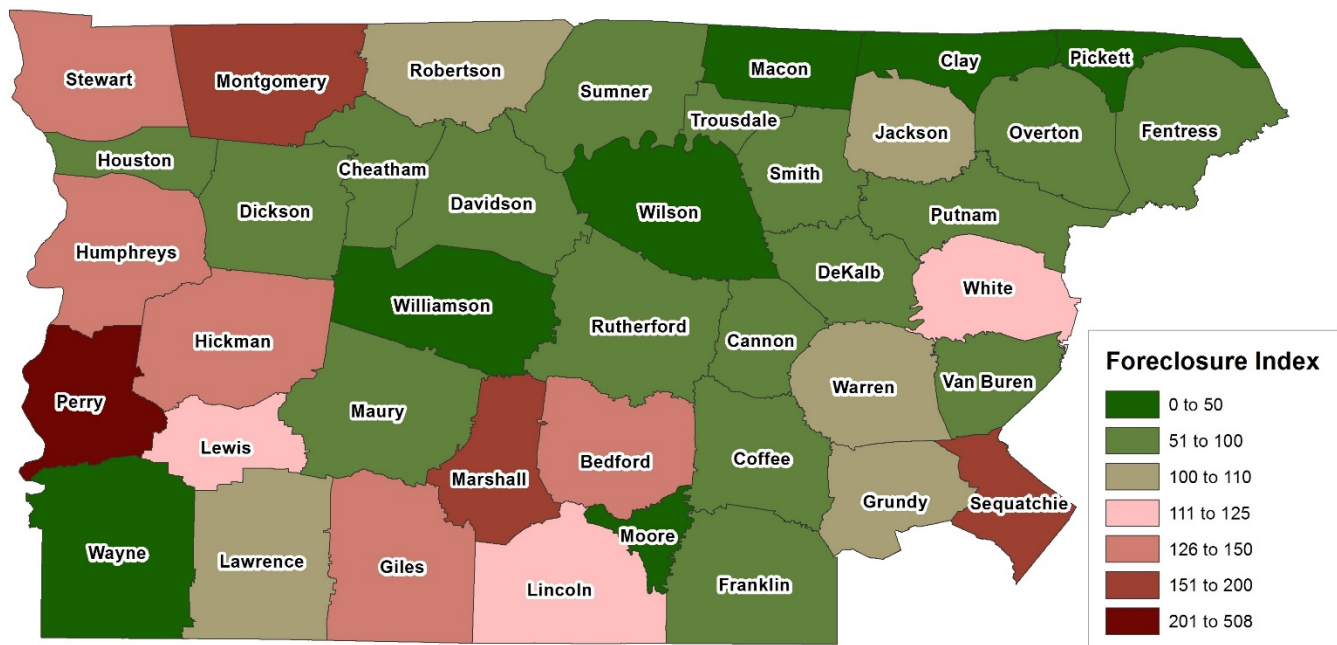 Stewart
Montgomery
Robertson
Sumner
Macon
Clay
Pickett
Trousdale
Jackson
Overton
Fentress
Houston
Cheatham
Smith
Dickson
Davidson
Wilson
Putnam
Humphreys
DeKalb
White
Williamson
Rutherford
Cannon
Hickman
Warren
Van Buren
Perry
Maury
Lewis
Marshall
Bedford
Coffee
Grundy
Sequatchie
Moore
Wayne
Lawrence
Giles
Lincoln
Franklin
Foreclosure Index
0 to 50
51 to 100
100 to 110
111 to 125
126 to 150
151 to 200
201 to 508